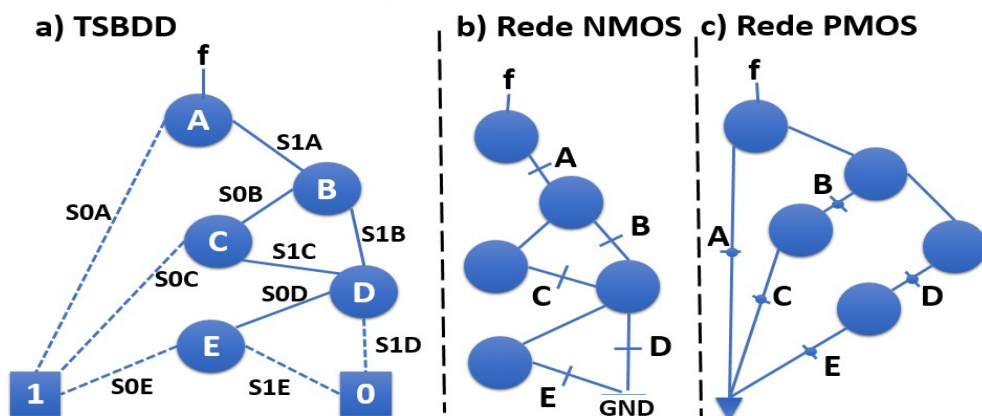 a) TSBDD
f
A
S1A
S0A
S0B
B
C
S1B
S0C
S1C
S0D
D
E
S1D
1
S0E
S1E
0
b) Rede NMOS
f
A
B
C
D
E
GND
c) Rede PMOS
f
B
A
C
D
E